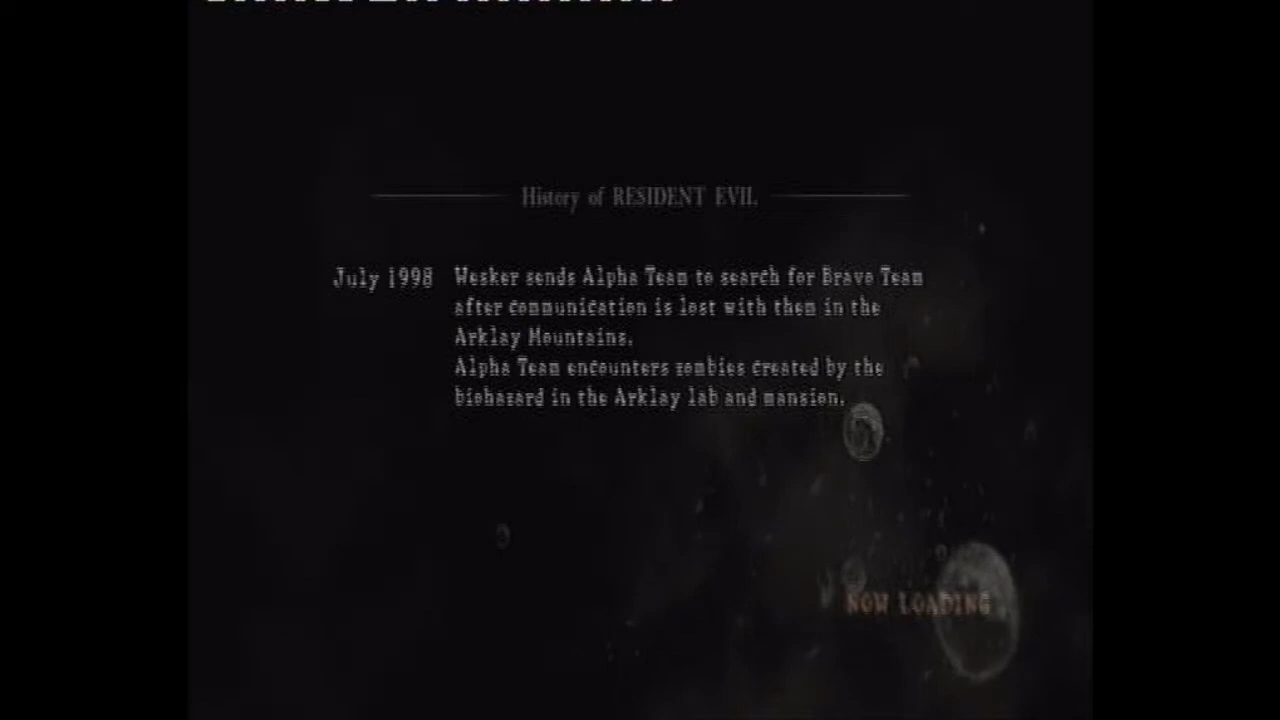 History of RESIDENT EVIL
July 1998 Wesker sends Alpha Team to search for Bravo Team
after communication is lost with them in the
Arklay Mountains.
Alpha Team encounters zombies created by the
biohazard in the Arklay lab and mansion.
NOW LOADING